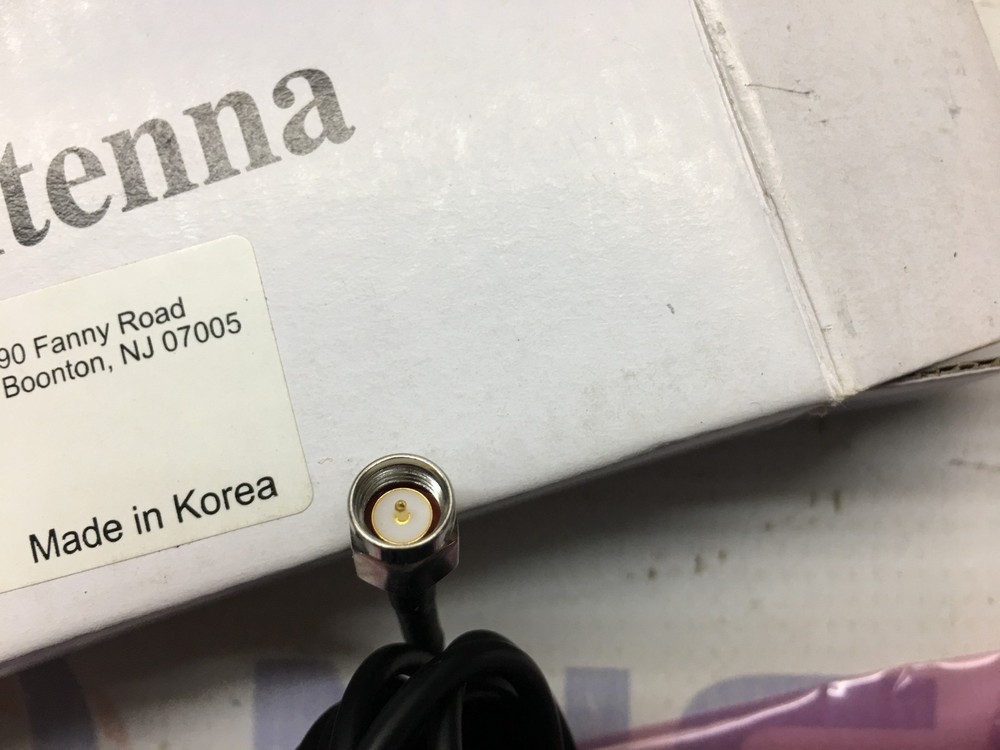 tenna
90 Fanny Road
Boonton, NJ 07005
Made in Korea